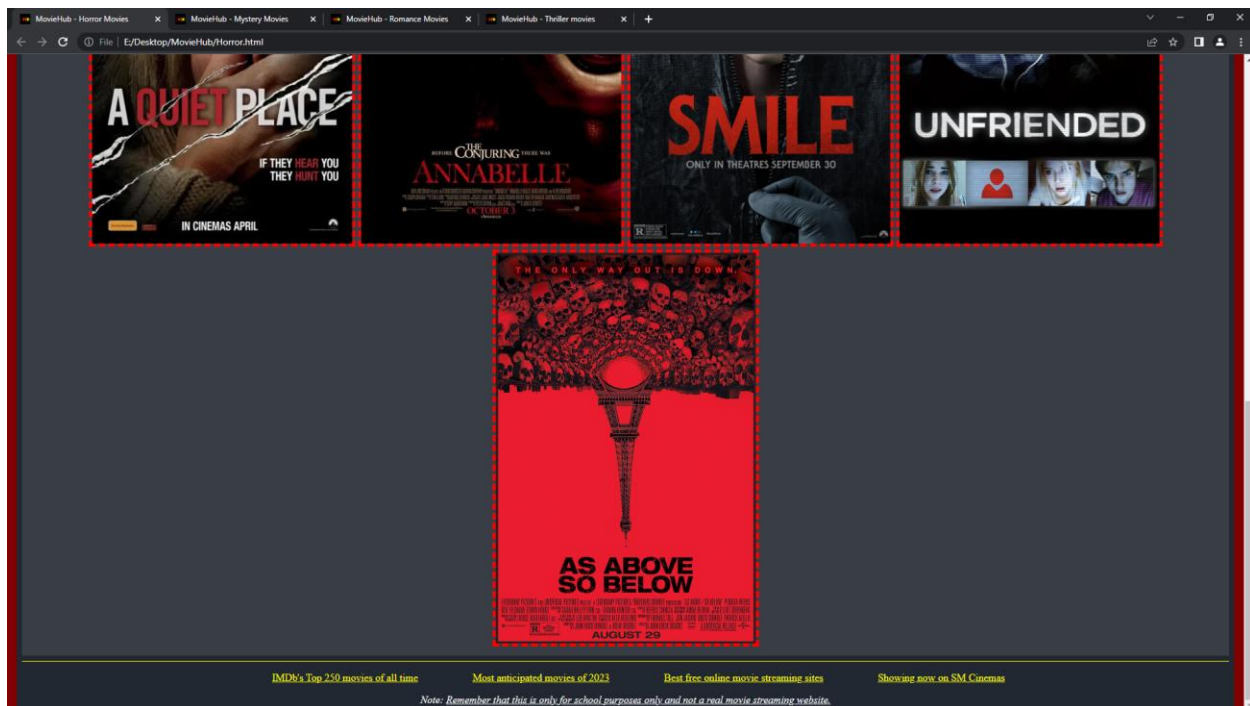 MovieHub - Horror Movies
MovieHub - Mystery Movies
MovieHub - Romance Movies
MovieHub - Thriller movies
File
E:/Desktop/MovieHub/Horror.html
A QUIET PLACE
IF THEY HEAR YOU
THEY HUNT YOU
IN CINEMAS APRIL
BEFORE THE CONJURING THERE WAS
ANNABELLE
OCTOBER 3
SMILE
ONLY IN THEATRES SEPTEMBER 30
R
UNFRIENDED
THE ONLY WAY OUT IS DOWN.
AS ABOVE
SO BELOW
R
AUGUST 29
IMDb's Top 250 movies of all time
Most anticipated movies of 2023
Best free online movie streaming sites
Showing now on SM Cinemas
Note: Remember that this is only for school purposes only and not a real movie streaming website.